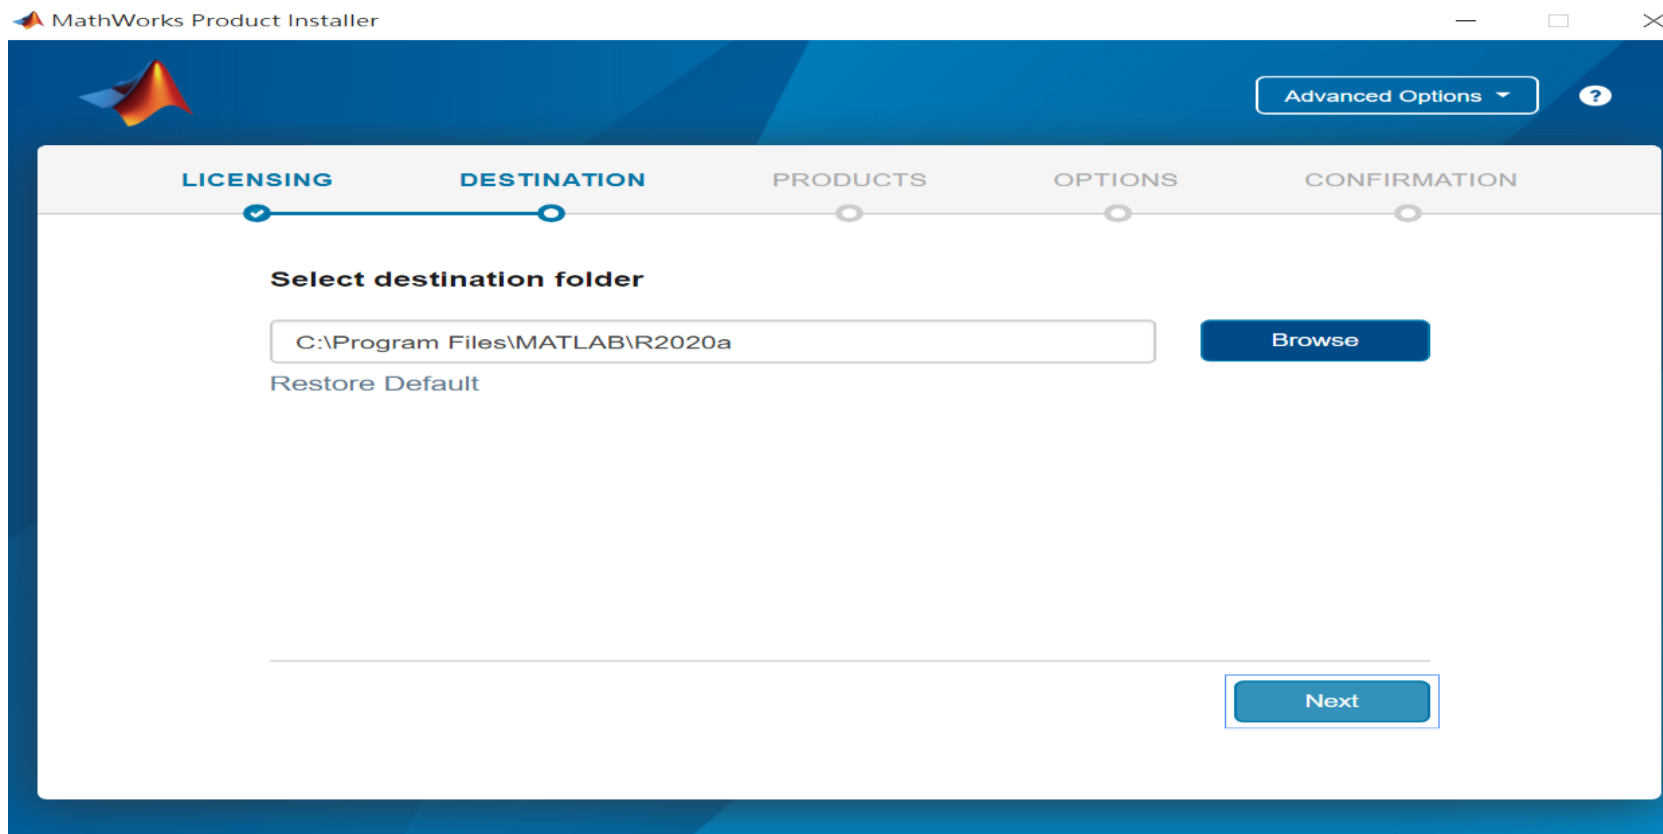 MathWorks Product Installer
Advanced Options
?
LICENSING DESTINATION PRODUCTS OPTIONS CONFIRMATION
Select destination folder
C:\Program Files\MATLAB\R2020a Browse
Restore Default
Next